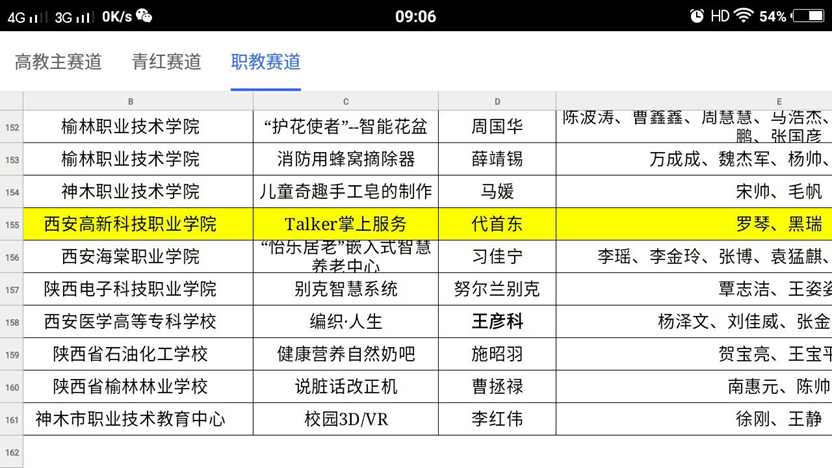 4G 3G 0K/s 09:06 HD 54%
高教主赛道 青红赛道 职教赛道
B C D E
152 榆林职业技术学院 “护花使者”--智能花盆 周国华 陈波涛、曹鑫鑫、周慧慧、马浩杰、
鹏、张国彦
153 榆林职业技术学院 消防用蜂窝摘除器 薛靖锡 万成成、魏杰军、杨帅、
154 神木职业技术学院 儿童奇趣手工皂的制作 马媛 宋帅、毛帆
155 西安高新科技职业学院 Talker掌上服务 代首东 罗琴、黑瑞
156 西安海棠职业学院 “怡乐居老”嵌入式智慧 习佳宁 李瑶、李金玲、张博、袁猛麒、
养老中心
157 陕西电子科技职业学院 别克智慧系统 努尔兰别克 覃志洁、王姿姿
158 西安医学高等专科学校 编织·人生 王彦科 杨泽文、刘佳威、张金
159 陕西省石油化工学校 健康营养自然奶吧 施昭羽 贺宝亮、王宝平
160 陕西省榆林林业学校 说脏话改正机 曹拯禄 南惠元、陈帅
161 神木市职业技术教育中心 校园3D/VR 李红伟 徐刚、王静
162